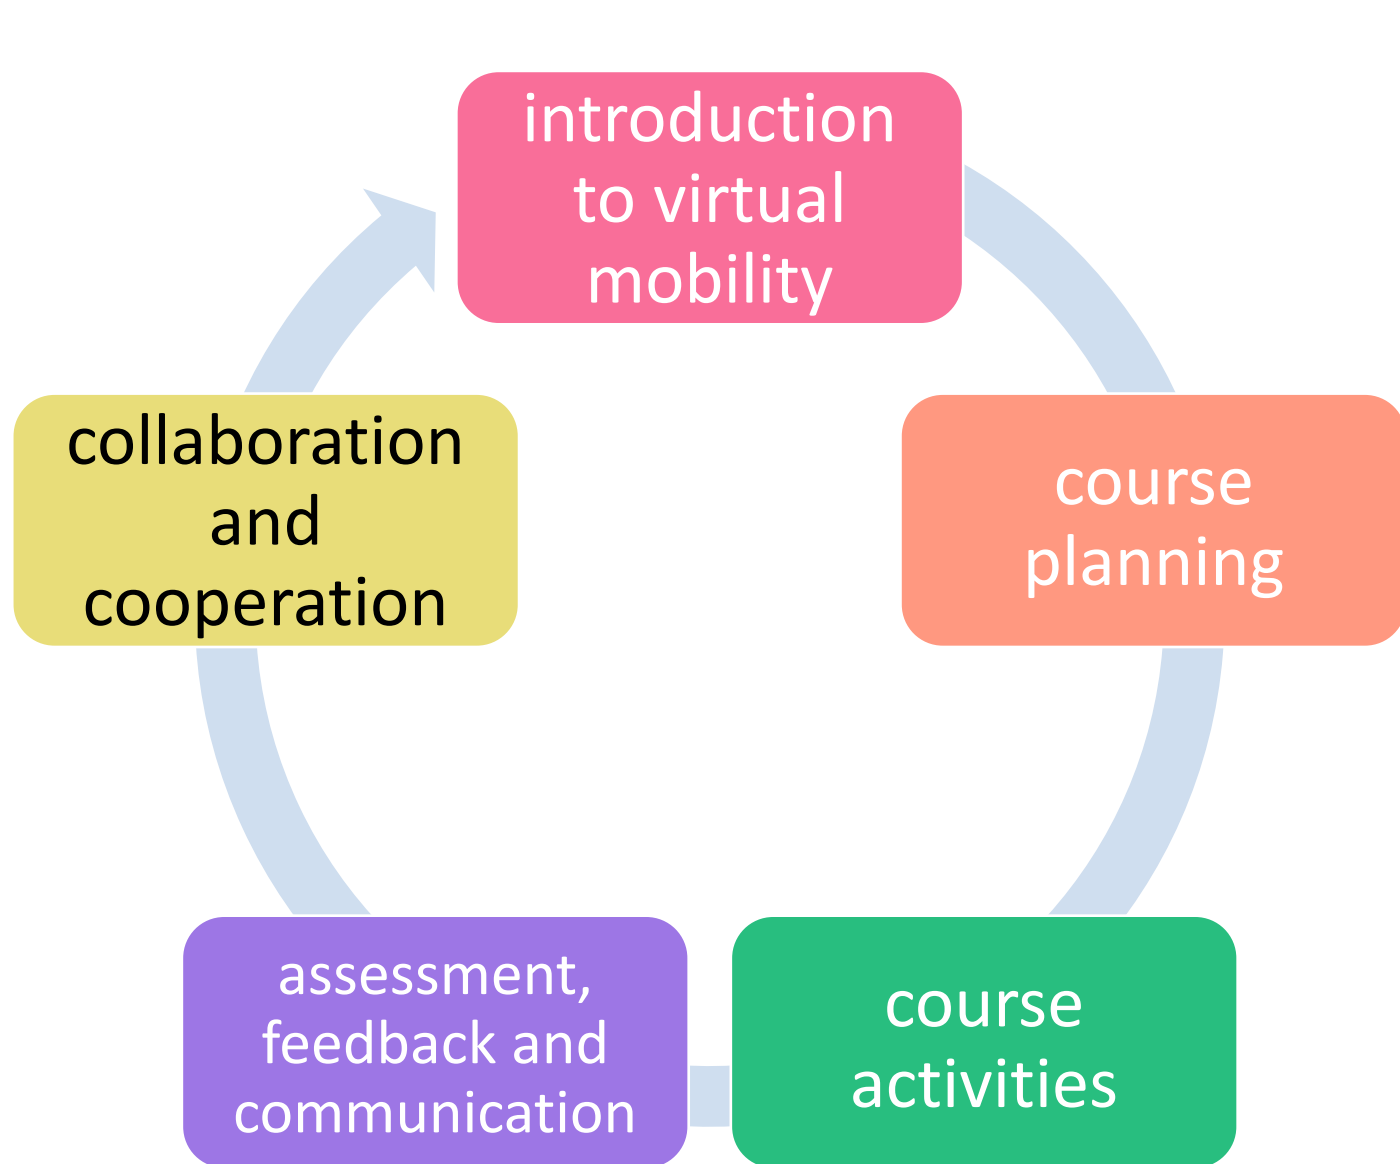 introduction
to virtual
mobility
course
planning
course
activities
assessment,
feedback and
communication
collaboration
and
cooperation